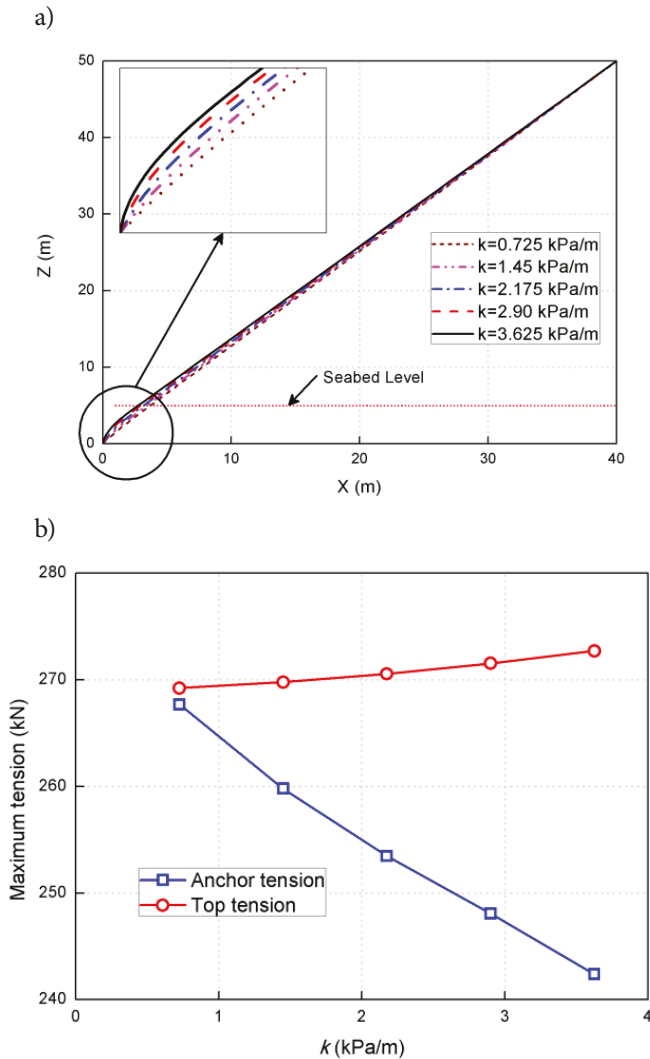 a)
50
40
30
20
10
0
Z (m)
k=0.725 kPa/m
k=1.45 kPa/m
k=2.175 kPa/m
k=2.90 kPa/m
k=3.625 kPa/m
Seabed Level
0
10
20
30
40
X (m)
b)
280
270
260
250
240
Maximum tension (kN)
Anchor tension
Top tension
0
1
2
3
4
k (kPa/m)